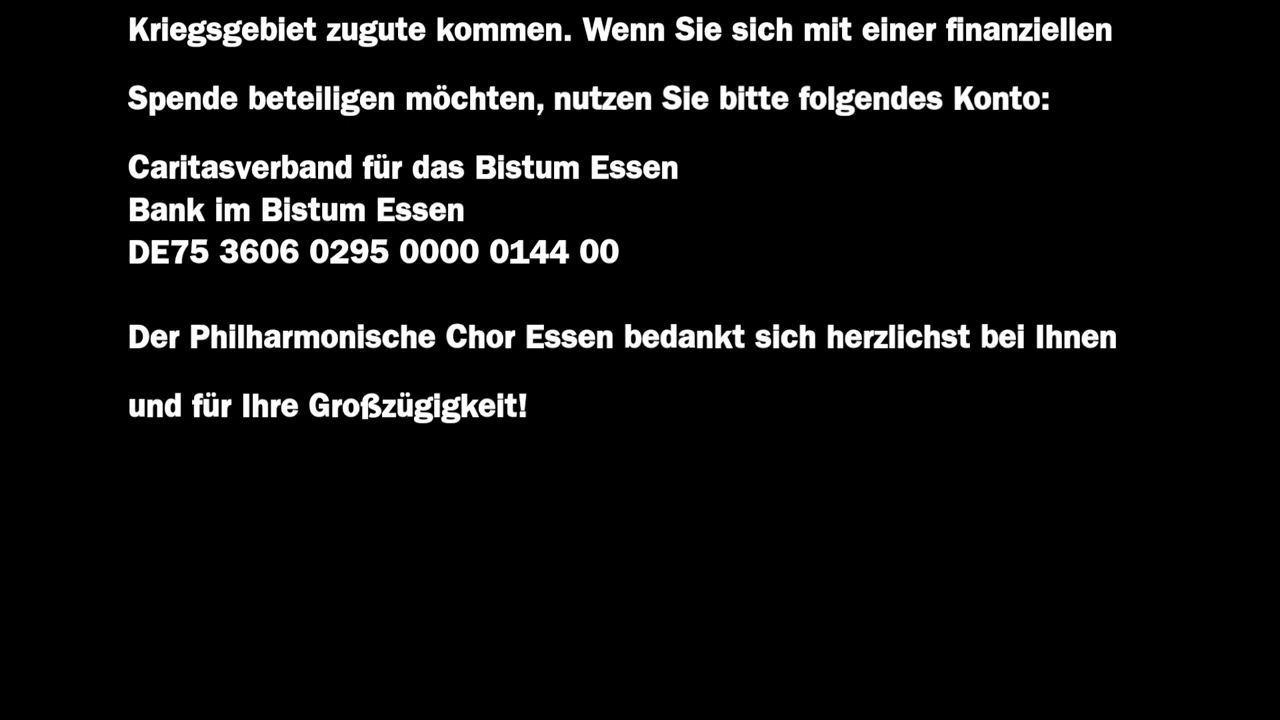 Kriegsgebiet zugute kommen. Wenn Sie sich mit einer finanziellen
Spende beteiligen möchten, nutzen Sie bitte folgendes Konto:
Caritasverband für das Bistum Essen
Bank im Bistum Essen
DE75 3606 0295 0000 0144 00
Der Philharmonische Chor Essen bedankt sich herzlichst bei Ihnen
und für Ihre Großzügigkeit!